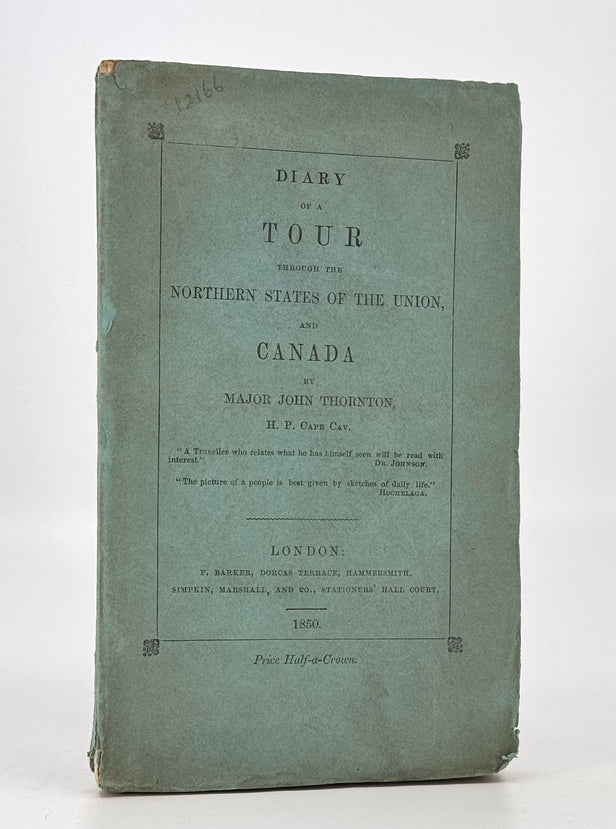 12166
DIARY
OF A
TOUR
THROUGH THE
NORTHERN STATES OF THE UNION,
AND
CANADA
BY
MAJOR JOHN THORNTON,
H. P. CAPE CAV.
"A Traveller who relates what he has himself seen will be read with
interest." DR. JOHNSON.
"The picture of a people is best given by sketches of daily life."
HOCHELAGA.
LONDON:
F. BARKER, DORCAS TERRACE, HAMMERSMITH.
SIMPKIN, MARSHALL, AND CO., STATIONERS' HALL COURT.
1850.
Price Half-a-Crown.